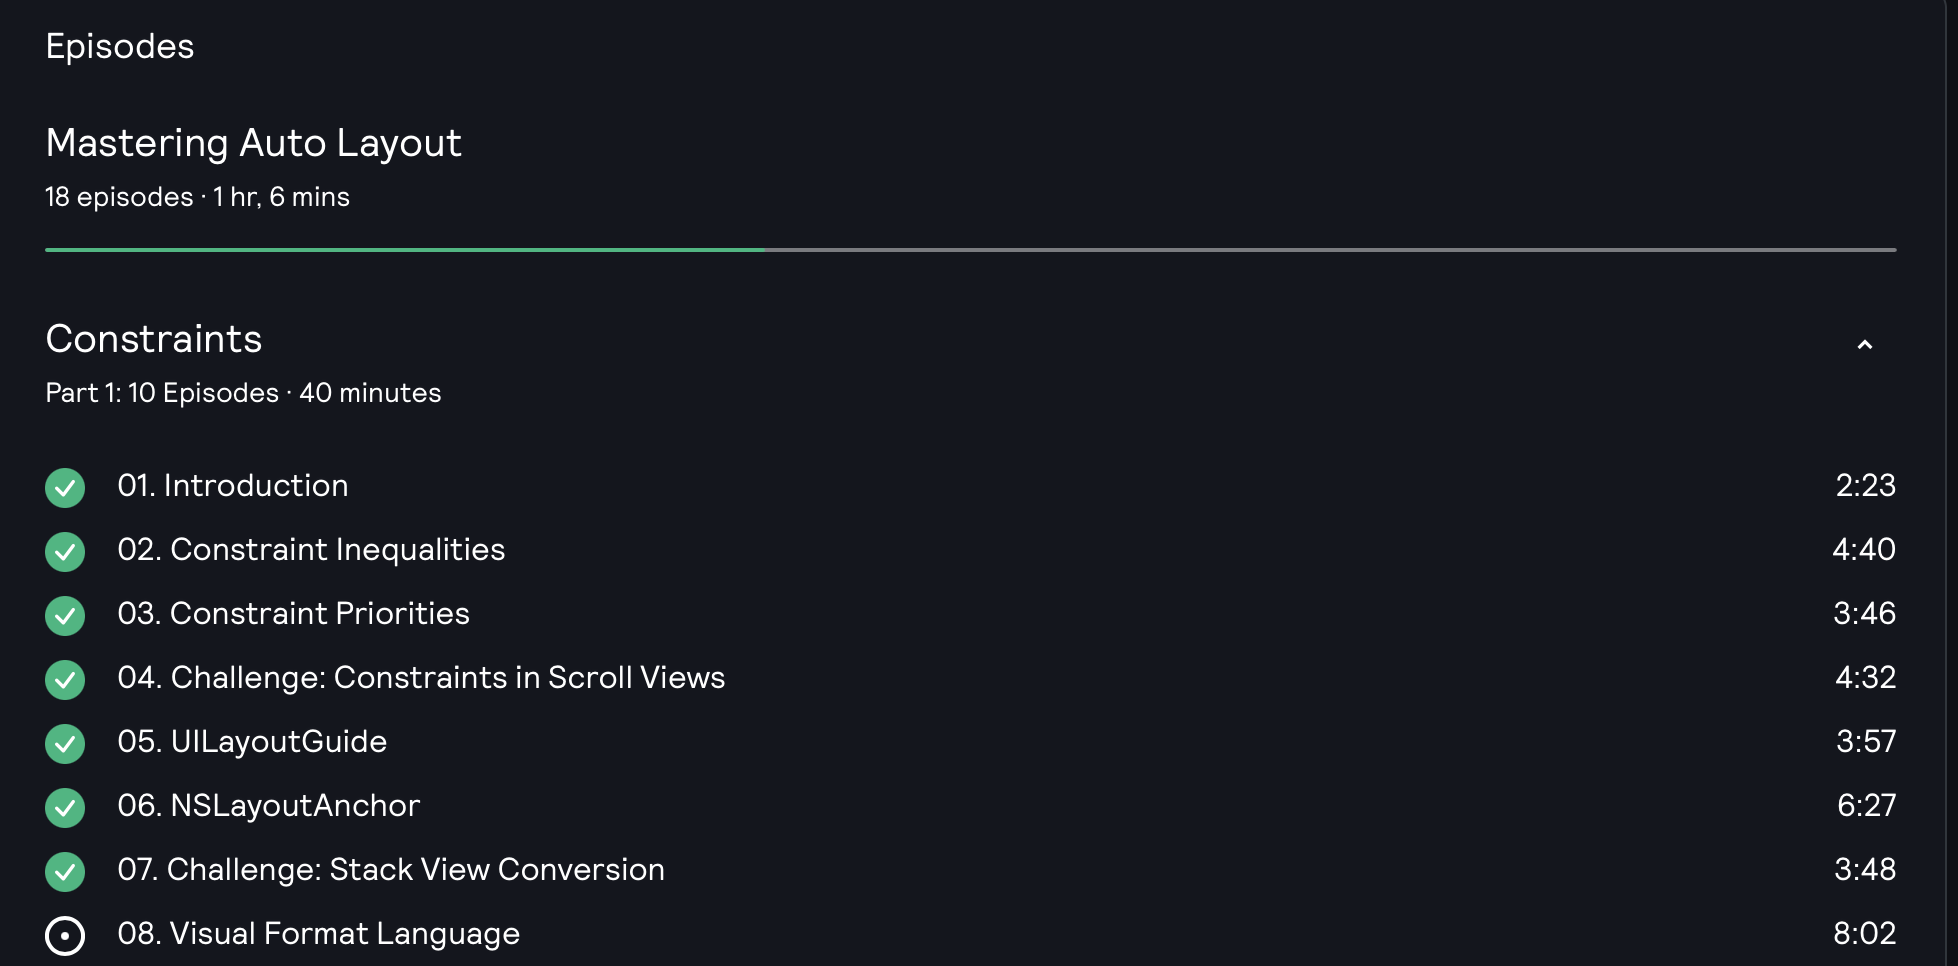 Episodes
Mastering Auto Layout
18 episodes · 1 hr, 6 mins
Constraints
Part 1: 10 Episodes · 40 minutes
01. Introduction 2:23
02. Constraint Inequalities 4:40
03. Constraint Priorities 3:46
04. Challenge: Constraints in Scroll Views 4:32
05. UILayoutGuide 3:57
06. NSLayoutAnchor 6:27
07. Challenge: Stack View Conversion 3:48
08. Visual Format Language 8:02